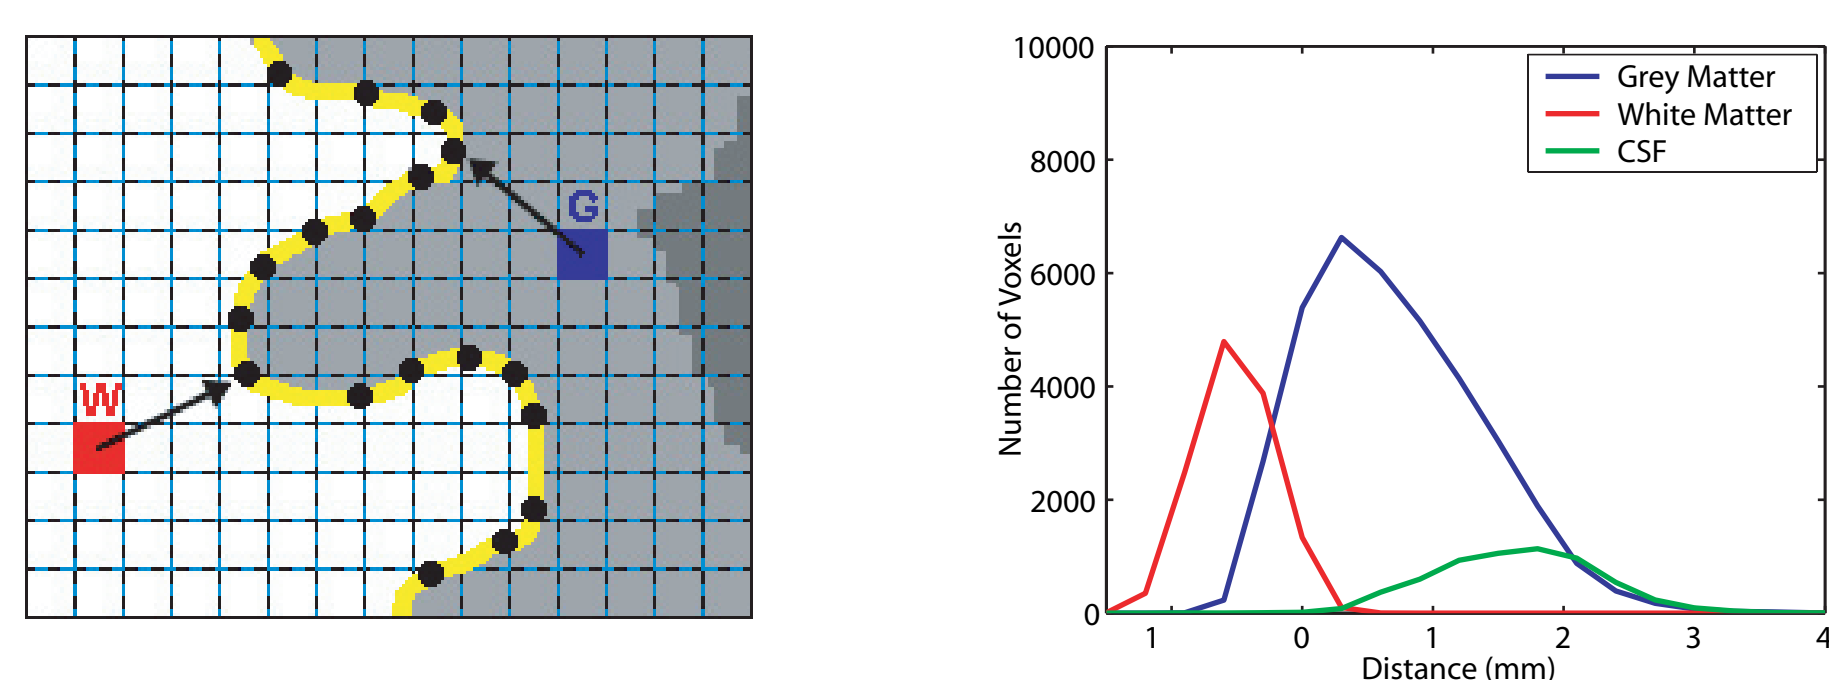 G
W
10000
8000
6000
4000
2000
0
Number of Voxels
Grey Matter
White Matter
CSF
1 0 1 2 3 4
Distance (mm)